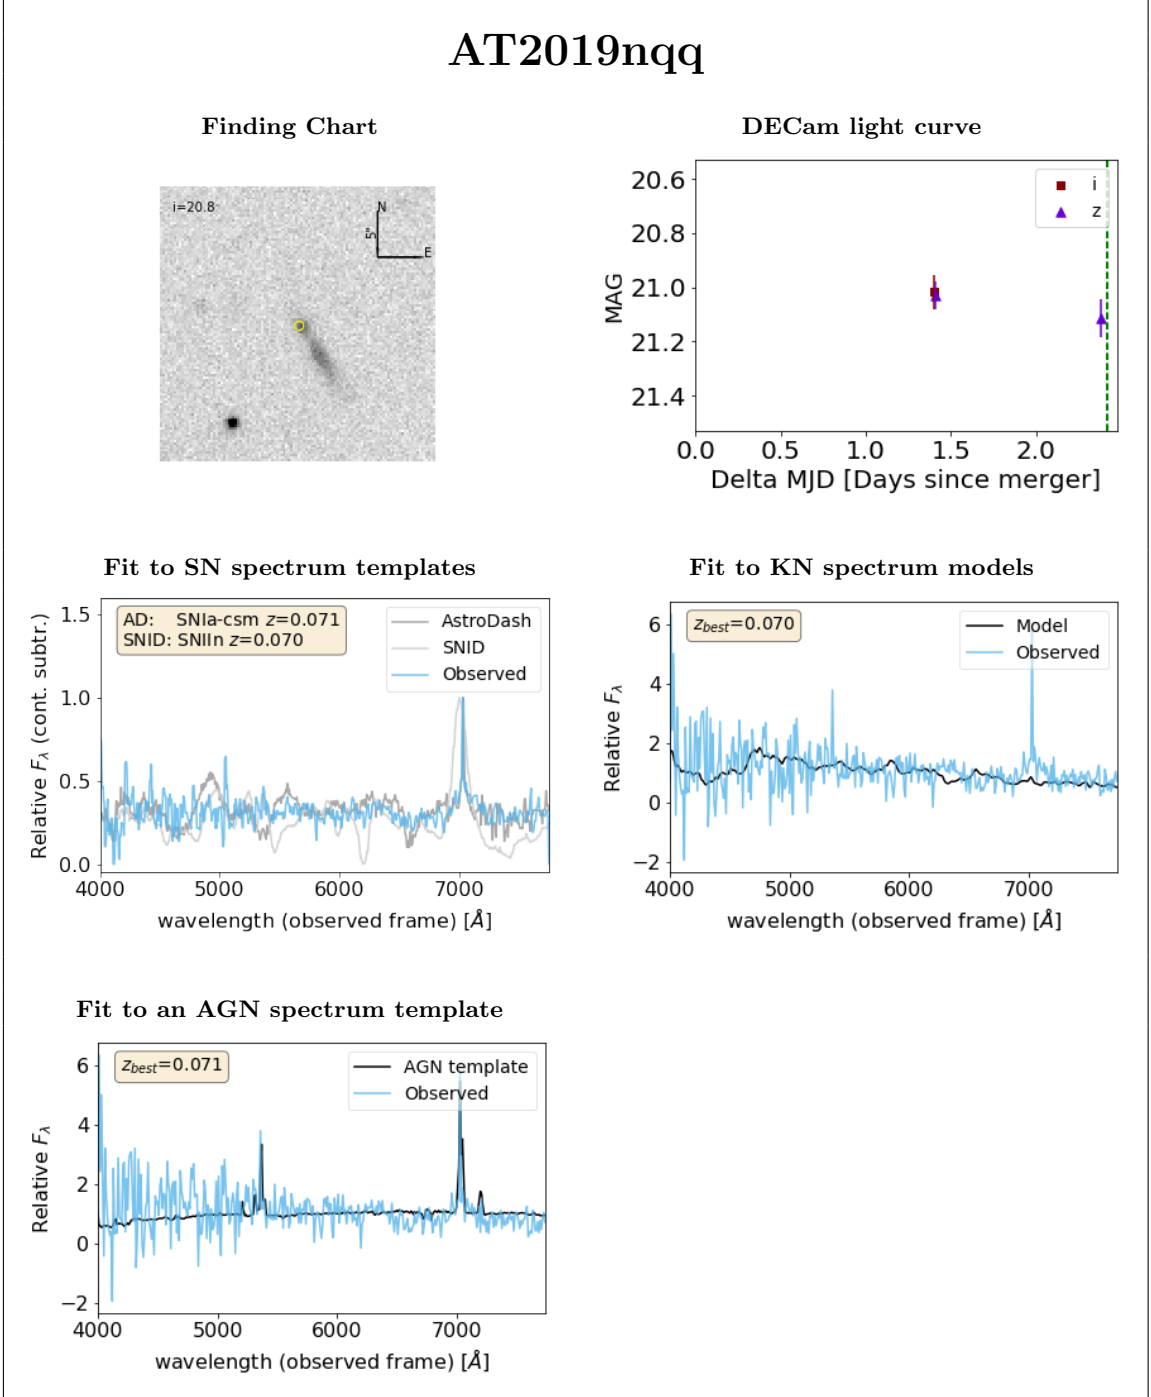 AT2019nqq
Finding Chart
DECam light curve
i=20.8
N
5"
E
20.6
20.8
21.0
21.2
21.4
MAG
i
z
0.0 0.5 1.0 1.5 2.0
Delta MJD [Days since merger]
Fit to SN spectrum templates
Fit to KN spectrum models
1.5
1.0
0.5
0.0
Relative Fλ (cont. subtr.)
AD: SNIa-csm z=0.071
SNID: SNIIn z=0.070
AstroDash
SNID
Observed
4000 5000 6000 7000
wavelength (observed frame) [Å]
6
4
2
0
−2
Relative Fλ
zbest=0.070
Model
Observed
4000 5000 6000 7000
wavelength (observed frame) [Å]
Fit to an AGN spectrum template
6
4
2
0
−2
Relative Fλ
zbest=0.071
AGN template
Observed
4000 5000 6000 7000
wavelength (observed frame) [Å]